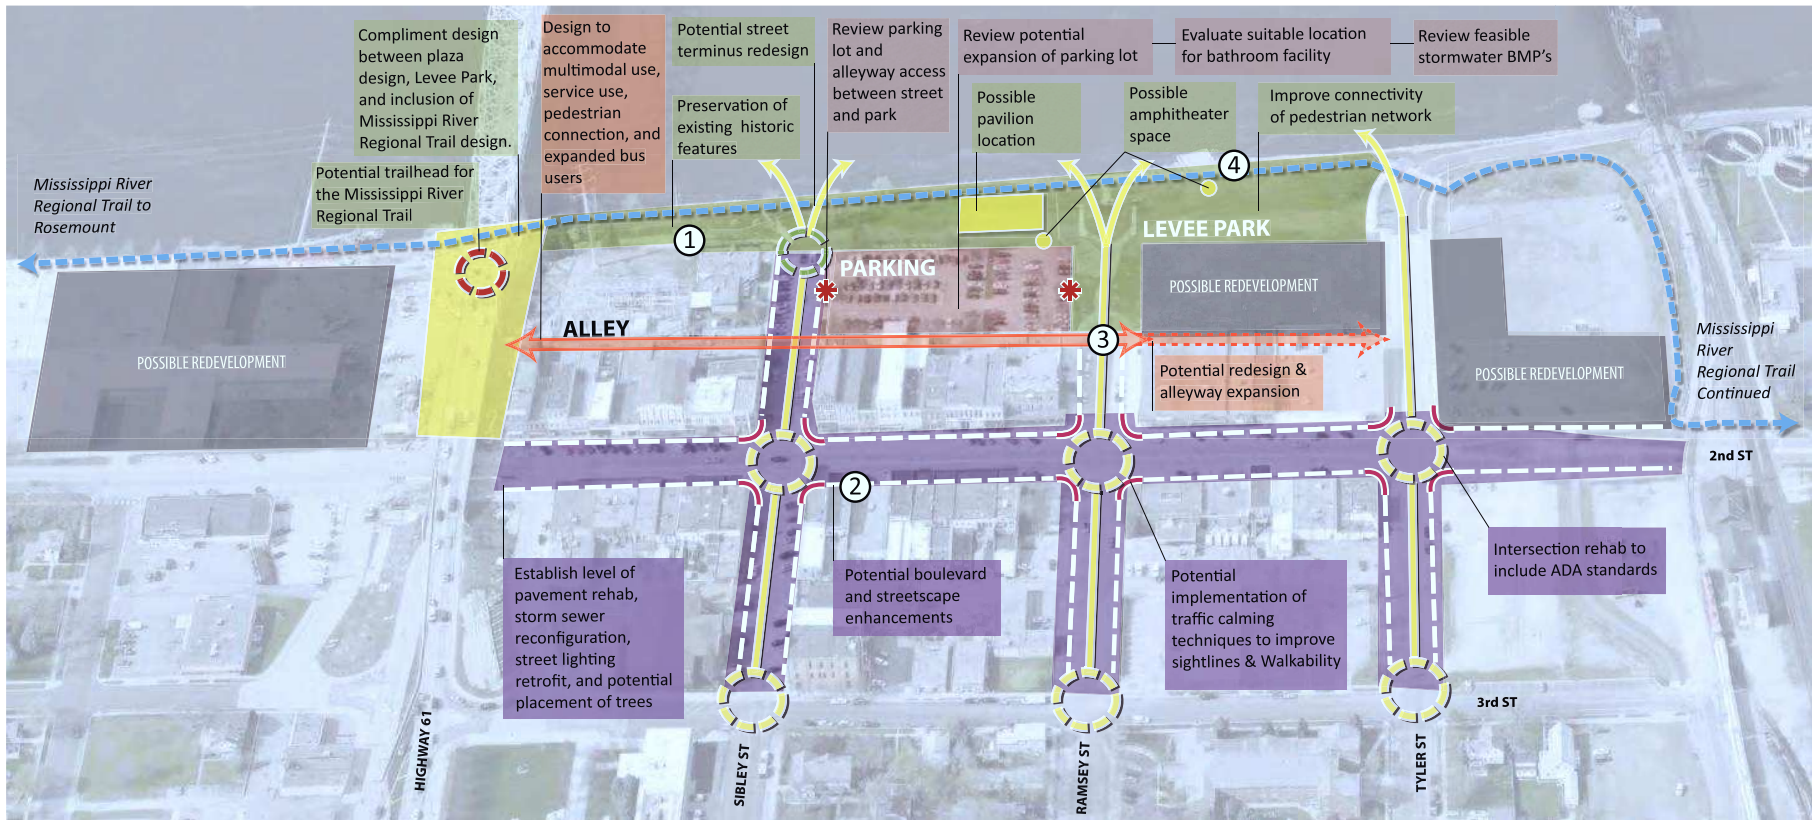 Compliment design
between plaza
design, Levee Park,
and inclusion of
Mississippi River
Regional Trail design.
Design to
accommodate
multimodal use,
service use,
pedestrian
connection, and
expanded bus
users
Potential street
terminus redesign
Review parking
lot and
alleyway access
between street
and park
Review potential
expansion of parking lot
Evaluate suitable location
for bathroom facility
Review feasible
stormwater BMP's
Preservation of
existing historic
features
Possible
pavilion
location
Possible
amphitheater
space
Improve connectivity
of pedestrian network
Potential trailhead for
the Mississippi River
Regional Trail
Mississippi River
Regional Trail to
Rosemount
4
1
LEVEE PARK
PARKING
POSSIBLE REDEVELOPMENT
ALLEY
3
POSSIBLE REDEVELOPMENT
Potential redesign &
alleyway expansion
POSSIBLE REDEVELOPMENT
Mississippi
River
Regional Trail
Continued
2nd ST
2
Establish level of
pavement rehab,
storm sewer
reconfiguration,
street lighting
retrofit, and potential
placement of trees
Potential boulevard
and streetscape
enhancements
Potential
implementation of
traffic calming
techniques to improve
sightlines & Walkability
Intersection rehab to
include ADA standards
3rd ST
HIGHWAY 61
SIBLEY ST
RAMSEY ST
TYLER ST